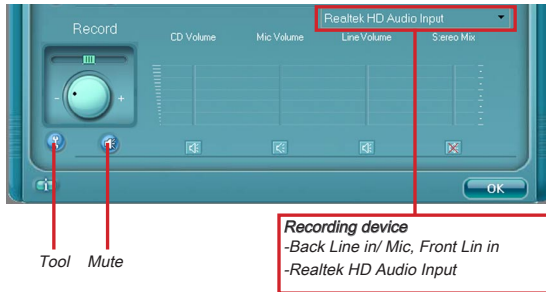 Realtek HD Audio Input
Record
CD Volume
Mic Volume
Line Volume
Stereo Mix
- +
OK
Tool
Mute
Recording device
-Back Line in/ Mic, Front Lin in
-Realtek HD Audio Input